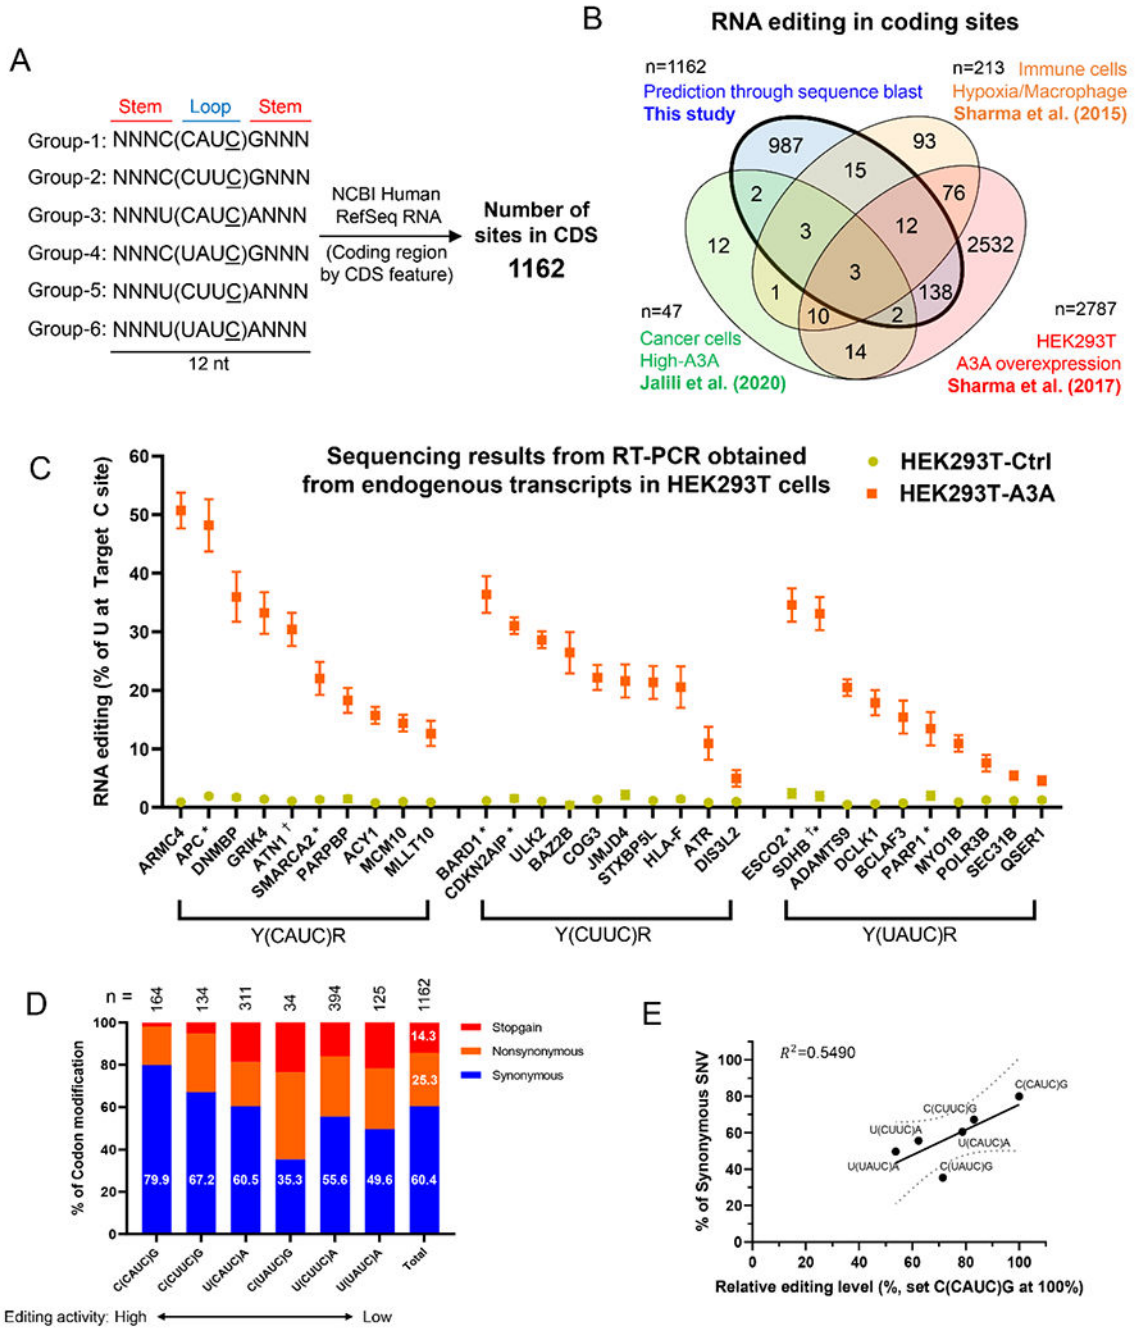 A
Stem Loop Stem
Group-1: NNNC(CAUC)GNNN
Group-2: NNNC(CUUC)GNNN
Group-3: NNNU(CAUC)ANNN
Group-4: NNNC(UAUC)GNNN
Group-5: NNNU(CUUC)ANNN
Group-6: NNNU(UAUC)ANNN
12 nt
NCBI Human
RefSeq RNA
(Coding region
by CDS feature)
Number of
sites in CDS
1162
B
RNA editing in coding sites
n=1162
Prediction through sequence blast
This study
n=213 Immune cells
Hypoxia/Macrophage
Sharma et al. (2015)
987
15
93
2
76
12
3
12
2532
3
1
138
10
2
14
n=47
Cancer cells
High-A3A
Jalili et al. (2020)
n=2787
HEK293T
A3A overexpression
Sharma et al. (2017)
C
Sequencing results from RT-PCR obtained
from endogenous transcripts in HEK293T cells
HEK293T-Ctrl
HEK293T-A3A
RNA editing (% of U at Target C site)
60
50
40
30
20
10
0
ARMC4
APC *
DNMBP
GRIK4
ATN1 †
SMARCA2 *
PARPBP
ACY1
MCM10
MLLT10
BARD1 *
CDKN2AIP *
ULK2
BAZ2B
COG3
JMJD4
STXBP5L
HLA-F
ATR
DIS3L2
ESCO2 *
SDHB †*
ADAMTS9
DCLK1
BCLAF3
PARP1 *
MYO1B
POLR3B
SEC31B
QSER1
Y(CAUC)R
Y(CUUC)R
Y(UAUC)R
D
n = 164 134 311 34 394 125 1162
% of Codon modification
100
80
60
40
20
0
14.3
25.3
79.9 67.2 60.5 35.3 55.6 49.6 60.4
Stopgain
Nonsynonymous
Synonymous
C(CAUC)G
C(CUUC)G
U(CAUC)A
C(UAUC)G
U(CUUC)A
U(UAUC)A
Total
Editing activity: High Low
E
R²=0.5490
% of Synonymous SNV
100
80
60
40
20
0
C(CAUC)G
C(CUUC)G
U(CUUC)A
U(CAUC)A
U(UAUC)A
C(UAUC)G
0 20 40 60 80 100
Relative editing level (%, set C(CAUC)G at 100%)